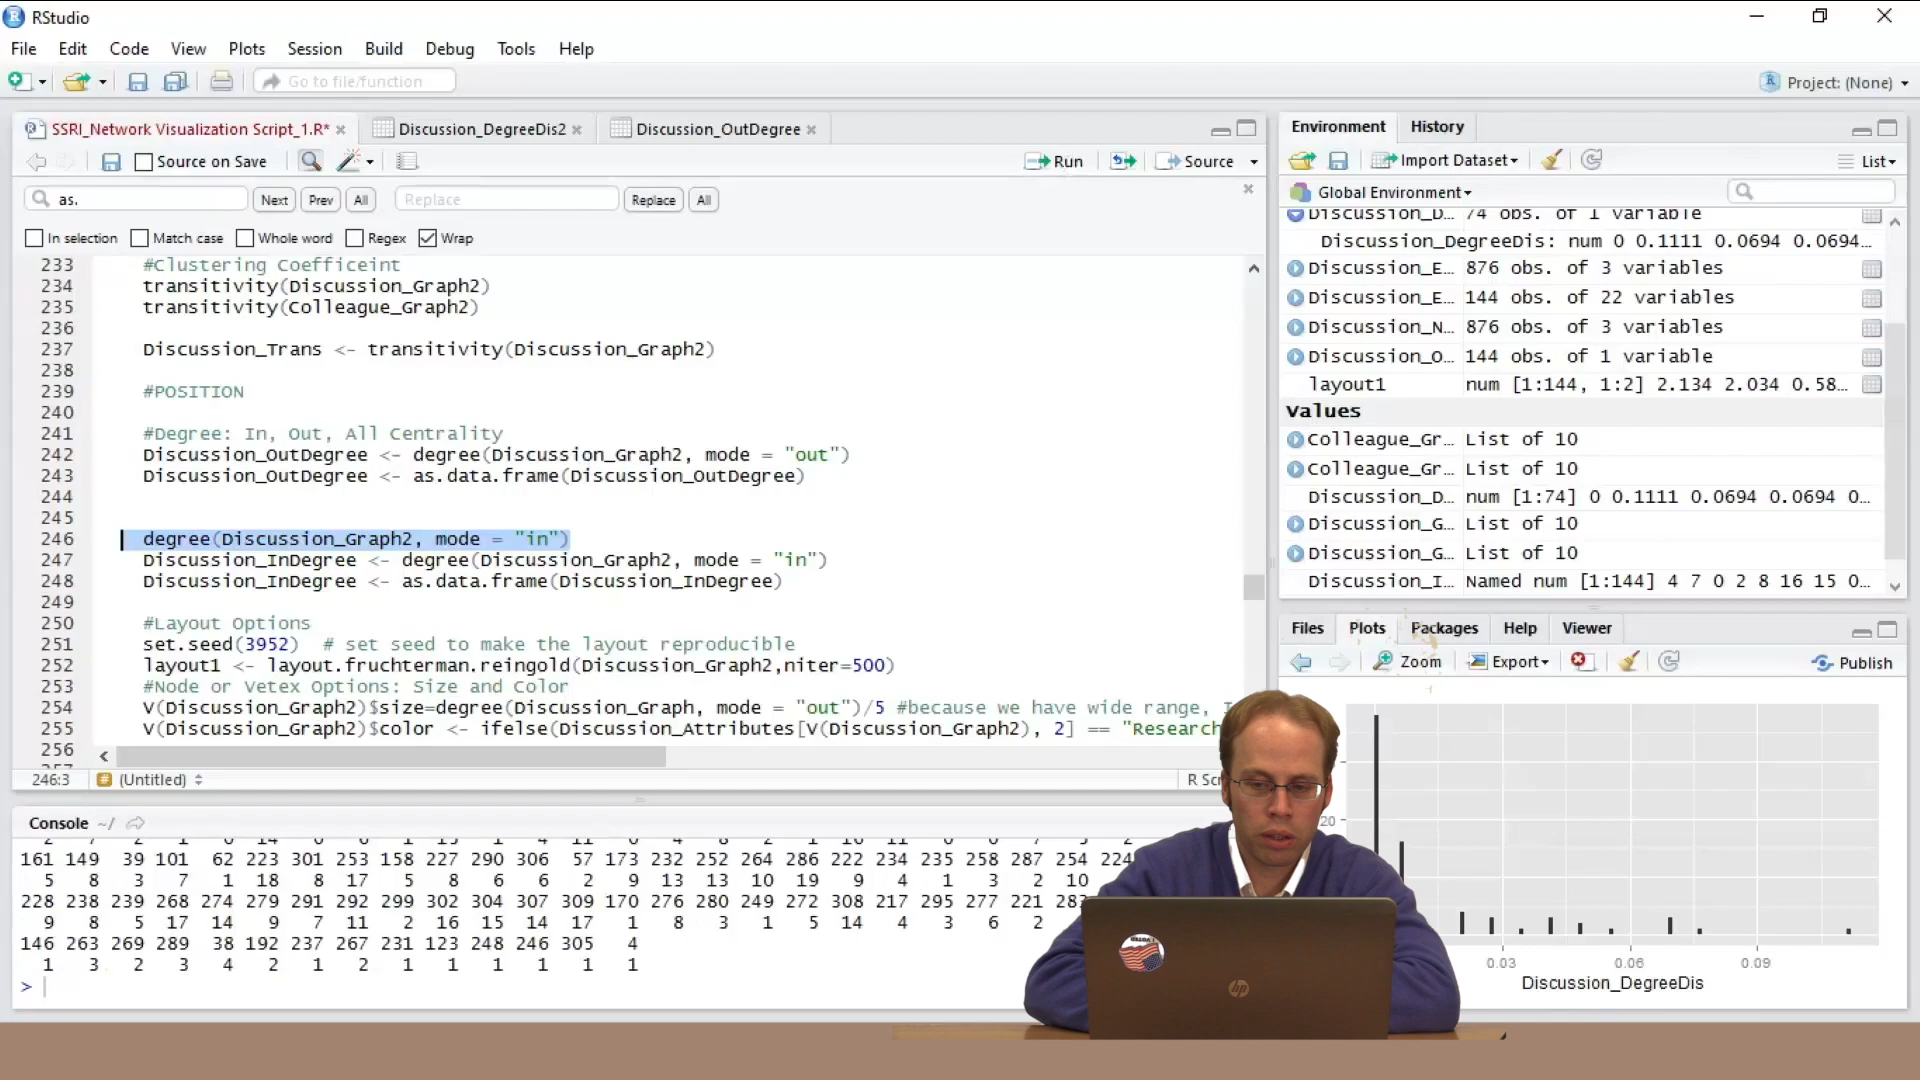 RStudio
File Edit Code View Plots Session Build Debug Tools Help
Go to file/function
Project: (None)
SSRI_Network Visualization Script_1.R*
Discussion_DegreeDis2
Discussion_OutDegree
Source on Save
Run
Source
as.
Next
Prev
All
Replace
Replace
All
In selection
Match case
Whole word
Regex
Wrap
233 #Clustering Coefficeint
234 transitivity(Discussion_Graph2)
235 transitivity(Colleague_Graph2)
236
237 Discussion_Trans <- transitivity(Discussion_Graph2)
238
239 #POSITION
240
241 #Degree: In, Out, All Centrality
242 Discussion_OutDegree <- degree(Discussion_Graph2, mode = "out")
243 Discussion_OutDegree <- as.data.frame(Discussion_OutDegree)
244
245
246 degree(Discussion_Graph2, mode = "in")
247 Discussion_InDegree <- degree(Discussion_Graph2, mode = "in")
248 Discussion_InDegree <- as.data.frame(Discussion_InDegree)
249
250 #Layout Options
251 set.seed(3952) # set seed to make the layout reproducible
252 layout1 <- layout.fruchterman.reingold(Discussion_Graph2,niter=500)
253 #Node or Vetex Options: Size and Color
254 V(Discussion_Graph2)$size=degree(Discussion_Graph, mode = "out")/5 #because we have wide range, I
255 V(Discussion_Graph2)$color <- ifelse(Discussion_Attributes[V(Discussion_Graph2), 2] == "Research
256
246:3
(Untitled)
R Scr
Console ~/
161 149 39 101 62 223 301 253 158 227 290 306 57 173 232 252 264 286 222 234 235 258 287 254 224
5 8 3 7 1 18 8 17 5 8 6 6 2 9 13 13 10 19 9 4 1 3 2 10
228 238 239 268 274 279 291 292 299 302 304 307 309 170 276 280 249 272 308 217 295 277 221 283
9 8 5 17 14 9 7 11 2 16 15 14 17 1 8 3 1 5 14 4 3 6 2
146 263 269 289 38 192 237 267 231 123 248 246 305 4
1 3 2 3 4 2 1 2 1 1 1 1 1 1
>
Environment
History
Import Dataset
List
Global Environment
Discussion_D… 74 obs. of 1 variable
Discussion_DegreeDis: num 0 0.1111 0.0694 0.0694…
Discussion_E… 876 obs. of 3 variables
Discussion_E… 144 obs. of 22 variables
Discussion_N… 876 obs. of 3 variables
Discussion_O… 144 obs. of 1 variable
layout1 num [1:144, 1:2] 2.134 2.034 0.58…
Values
Colleague_Gr… List of 10
Colleague_Gr… List of 10
Discussion_D… num [1:74] 0 0.1111 0.0694 0.0694 0…
Discussion_G… List of 10
Discussion_G… List of 10
Discussion_I… Named num [1:144] 4 7 0 2 8 16 15 0…
Files
Plots
Packages
Help
Viewer
Zoom
Export
Publish
20
0.03
0.06
0.09
Discussion_DegreeDis
hp